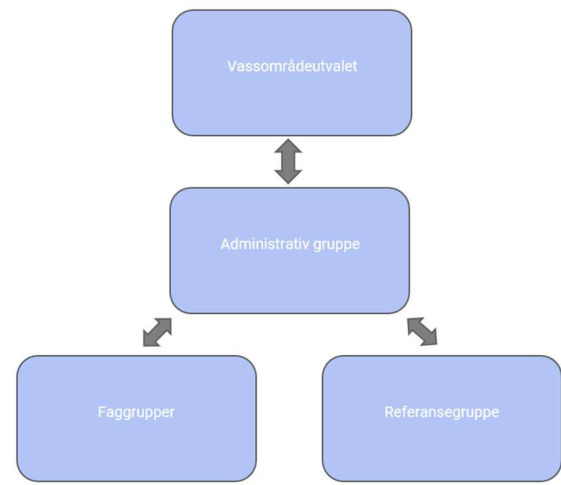 Vassområdeutvalet
Administrativ gruppe
Faggrupper
Referansegruppe